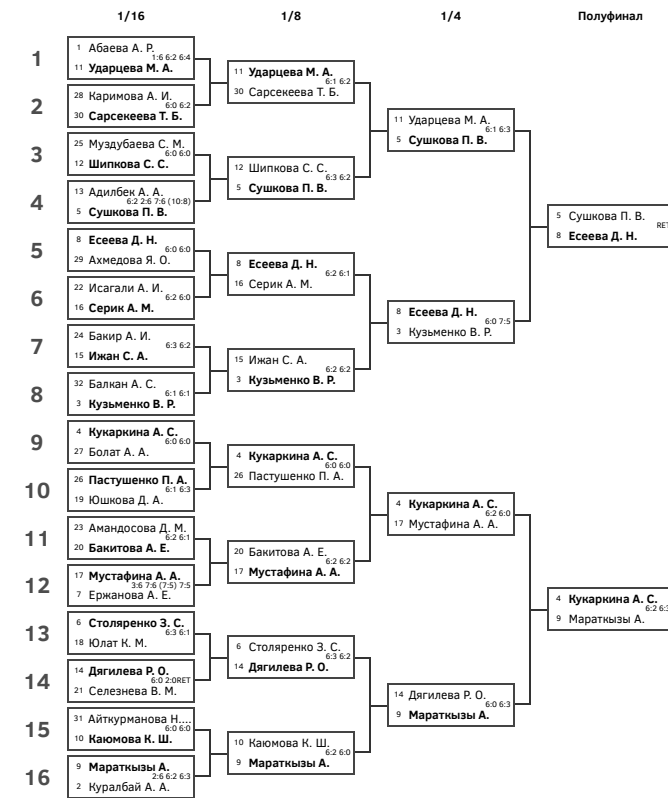 1/16
1/8
1/4
Полуфинал
1
1 Абаева А. Р.
1:6 6:2 6:4
11 Ударцева М. А.
2
28 Каримова А. И.
6:0 6:2
30 Сарсекеева Т. Б.
3
25 Муздубаева С. М.
6:0 6:0
12 Шипкова С. С.
4
13 Адилбек А. А.
6:2 2:6 7:6 (10:8)
5 Сушкова П. В.
5
8 Есеева Д. Н.
6:0 6:0
29 Ахмедова Я. О.
6
22 Исагали А. И.
6:2 6:0
16 Серик А. М.
7
24 Бакир А. И.
6:3 6:2
15 Ижан С. А.
8
32 Балкан А. С.
6:1 6:1
3 Кузьменко В. Р.
9
4 Кукаркина А. С.
6:0 6:0
27 Болат А. А.
10
26 Пастушенко П. А.
6:1 6:3
19 Юшкова Д. А.
11
23 Амандосова Д. М.
6:2 6:1
20 Бакитова А. Е.
12
17 Мустафина А. А.
3:6 7:6 (7:5) 7:5
7 Ержанова А. Е.
13
6 Столяренко З. С.
6:3 6:1
18 Юлат К. М.
14
14 Дягилева Р. О.
6:0 2:0RET
21 Селезнева В. М.
15
31 Айткурманова Н....
6:0 6:0
10 Каюмова К. Ш.
16
9 Мараткызы А.
2:6 6:2 6:3
2 Куралбай А. А.
11 Ударцева М. А.
6:1 6:2
30 Сарсекеева Т. Б.
12 Шипкова С. С.
6:3 6:2
5 Сушкова П. В.
8 Есеева Д. Н.
6:2 6:1
16 Серик А. М.
15 Ижан С. А.
6:2 6:2
3 Кузьменко В. Р.
4 Кукаркина А. С.
6:0 6:0
26 Пастушенко П. А.
20 Бакитова А. Е.
6:2 6:2
17 Мустафина А. А.
6 Столяренко З. С.
6:3 6:2
14 Дягилева Р. О.
10 Каюмова К. Ш.
6:2 6:0
9 Мараткызы А.
11 Ударцева М. А.
6:1 6:3
5 Сушкова П. В.
8 Есеева Д. Н.
6:0 7:5
3 Кузьменко В. Р.
4 Кукаркина А. С.
6:2 6:0
17 Мустафина А. А.
14 Дягилева Р. О.
6:0 6:3
9 Мараткызы А.
5 Сушкова П. В.
RET
8 Есеева Д. Н.
4 Кукаркина А. С.
6:2 6:3
9 Мараткызы А.